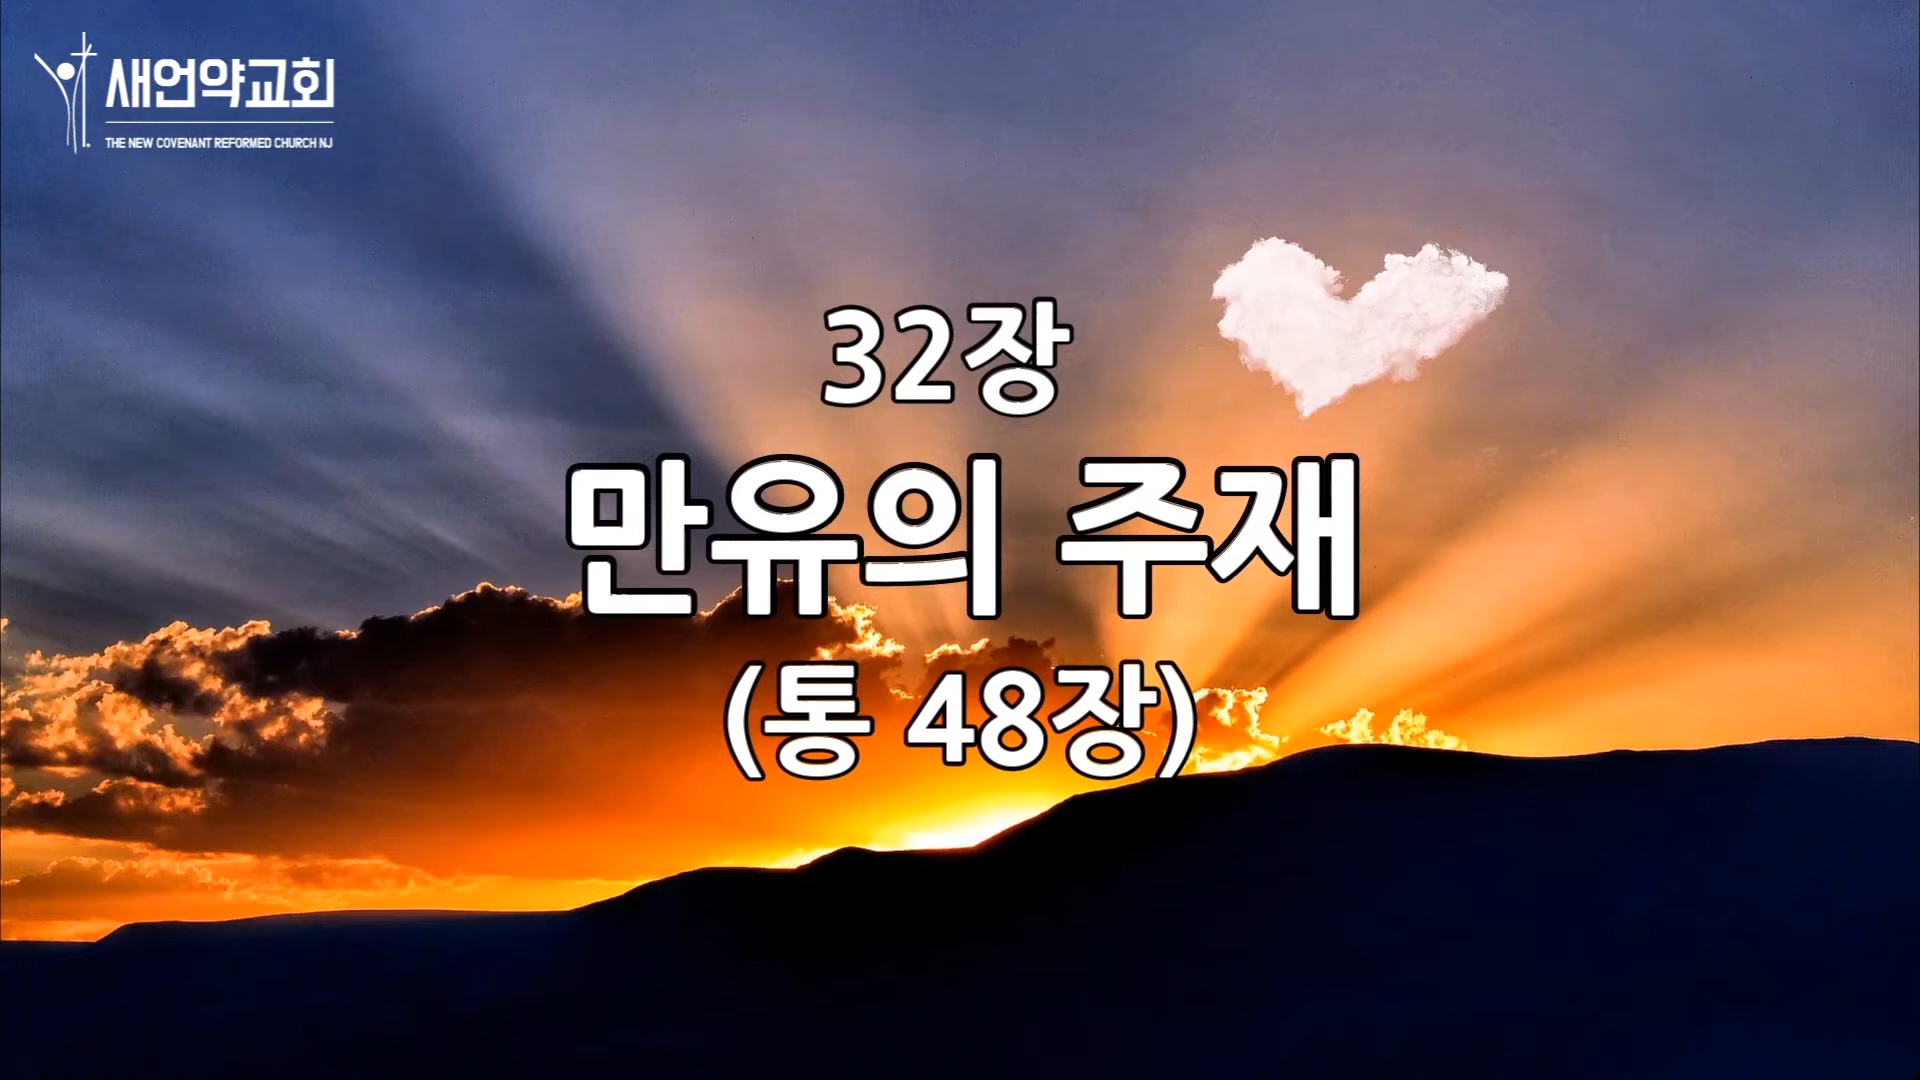 새언약교회
THE NEW COVENANT REFORMED CHURCH NJ
32장
만유의 주재
(통 48장)